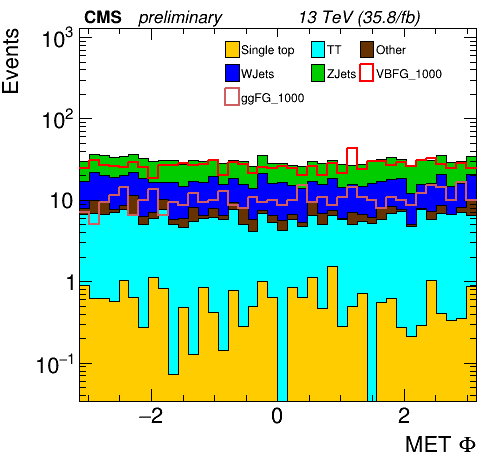 CMS preliminary 13 TeV (35.8/fb)
Events
Single top TT Other
WJets ZJets VBFG_1000
ggFG_1000
10³
10²
10
1
10⁻¹
−2 0 2
MET Φ